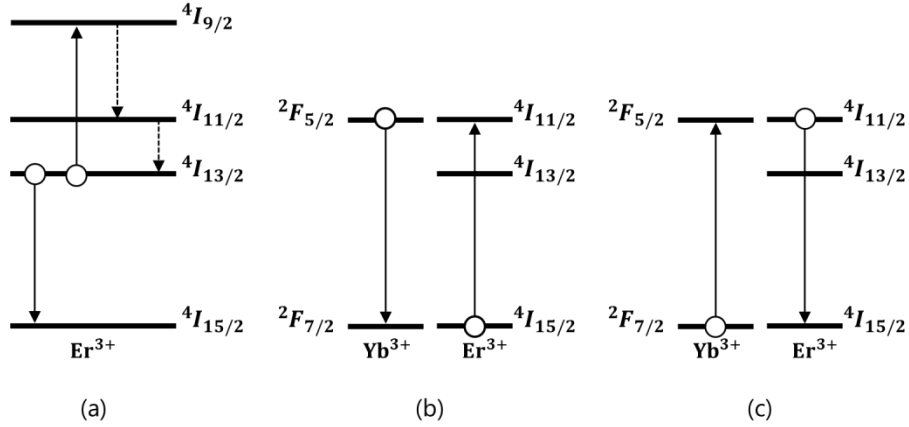 ⁴I₉/₂
⁴I₁₁/₂
⁴I₁₃/₂
⁴I₁₅/₂
Er³⁺
(a)
²F₅/₂ ⁴I₁₁/₂
⁴I₁₃/₂
²F₇/₂ ⁴I₁₅/₂
Yb³⁺ Er³⁺
(b)
²F₅/₂ ⁴I₁₁/₂
⁴I₁₃/₂
²F₇/₂ ⁴I₁₅/₂
Yb³⁺ Er³⁺
(c)